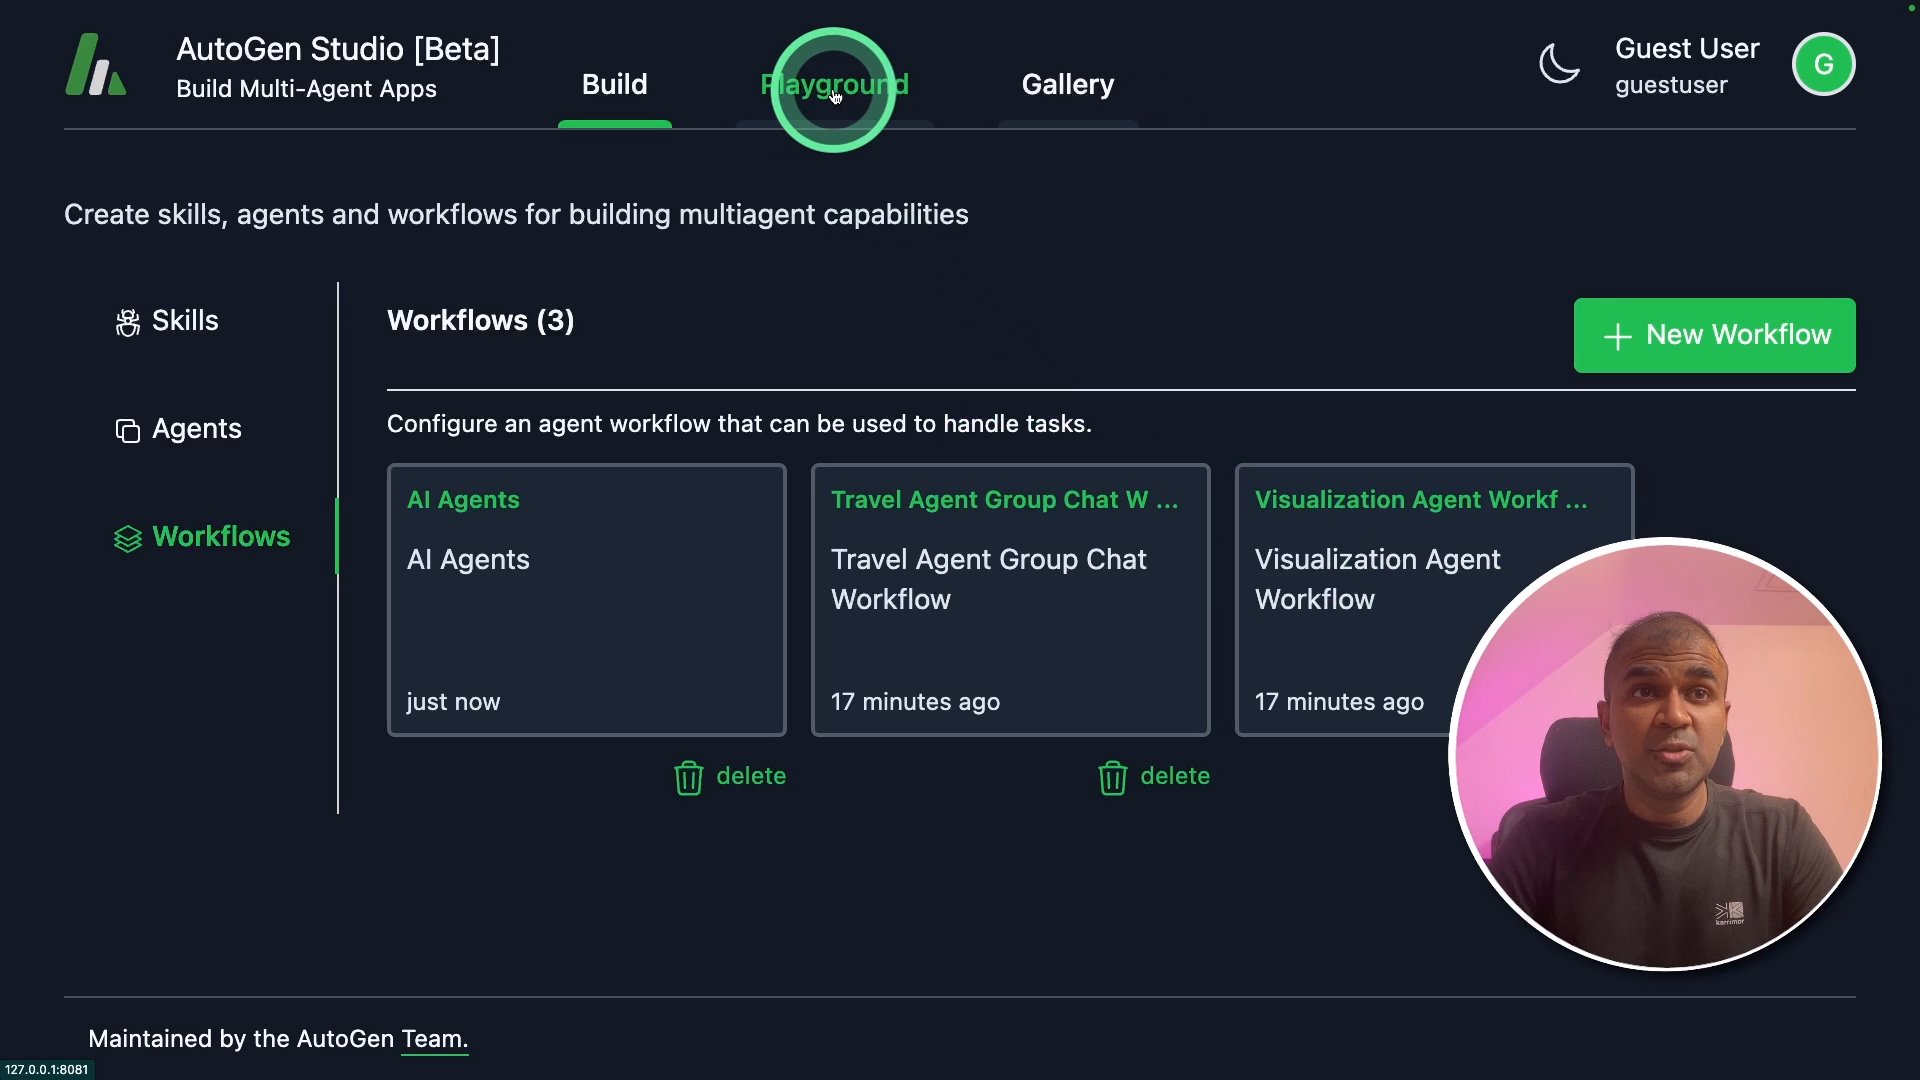 AutoGen Studio [Beta]
Build Multi-Agent Apps
Build
Playground
Gallery
Guest User
guestuser
G
Create skills, agents and workflows for building multiagent capabilities
Skills
Agents
Workflows
Workflows (3)
New Workflow
Configure an agent workflow that can be used to handle tasks.
AI Agents
AI Agents
just now
delete
Travel Agent Group Chat W ...
Travel Agent Group Chat
Workflow
17 minutes ago
delete
Visualization Agent Workf ...
Visualization Agent
Workflow
17 minutes ago
karrimor
Maintained by the AutoGen Team.
127.0.0.1:8081